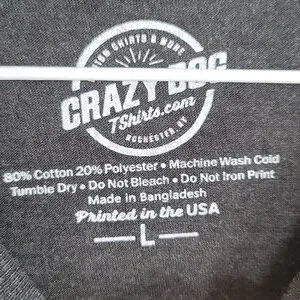 SHIRTS & MORE
CRAZY DOG
TShirts.com
ROCHESTER, NY
80% Cotton 20% Polyester • Machine Wash Cold
Tumble Dry • Do Not Bleach • Do Not Iron Print
Made in Bangladesh
Printed in the USA
L